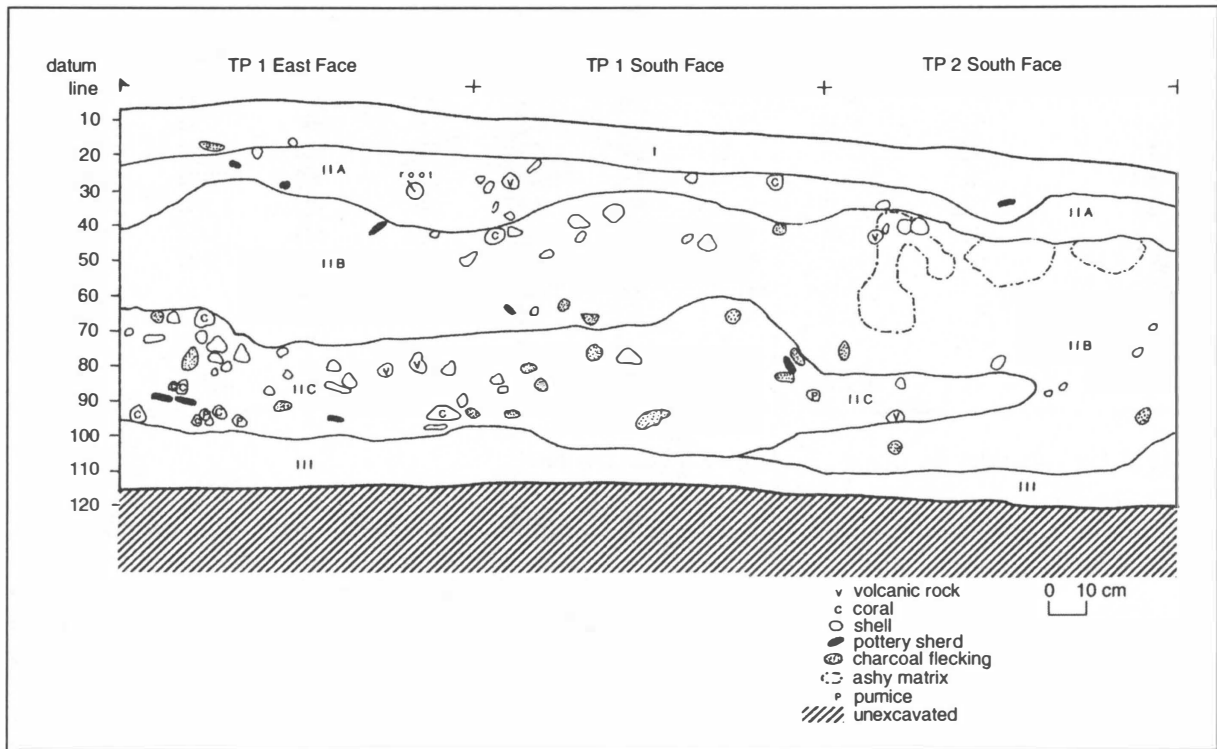 datum line
TP 1 East Face
TP 1 South Face
TP 2 South Face
10
20
30
40
50
60
70
80
90
100
110
120
I
IIA
root
v
c
IIA
c
v
c
IIB
IIB
c
v
v
IIC
c
P
IIC
c
c
P
c
v
III
III
v volcanic rock
c coral
shell
pottery sherd
charcoal flecking
ashy matrix
P pumice
unexcavated
0 10 cm